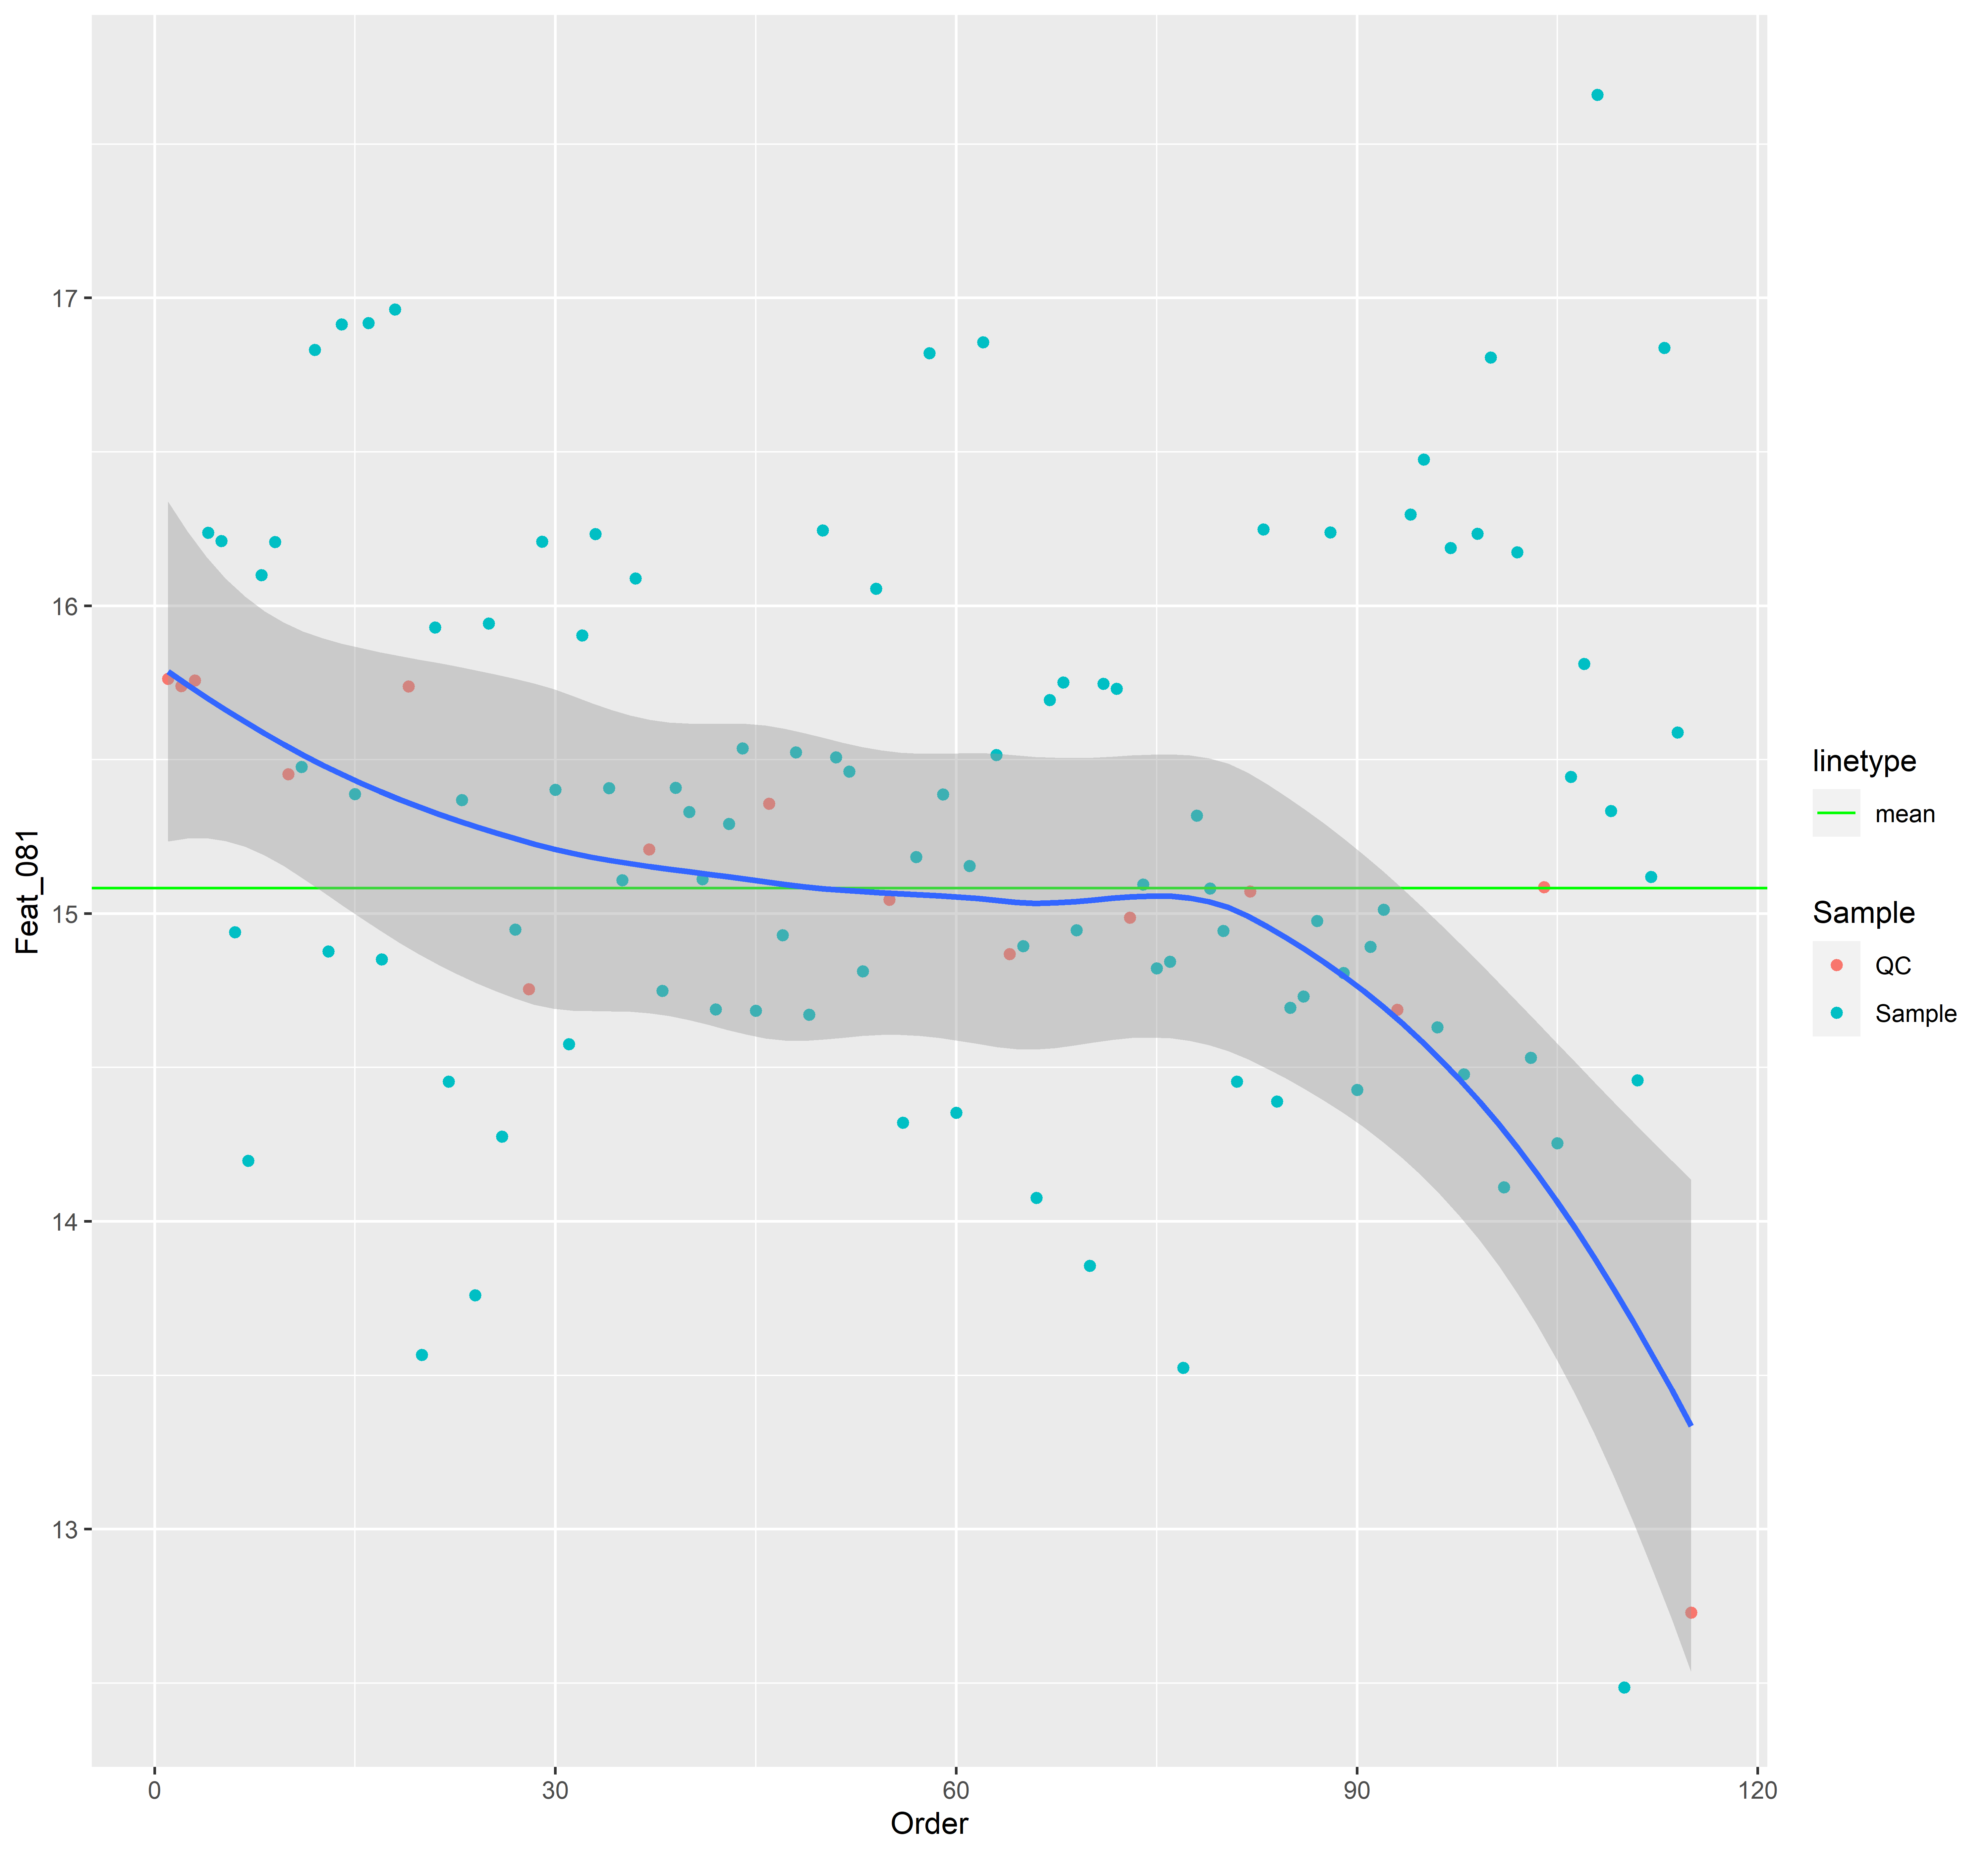 Feat_081
17
16
15
14
13
0 30 60 90 120
Order
linetype
mean
Sample
QC
Sample